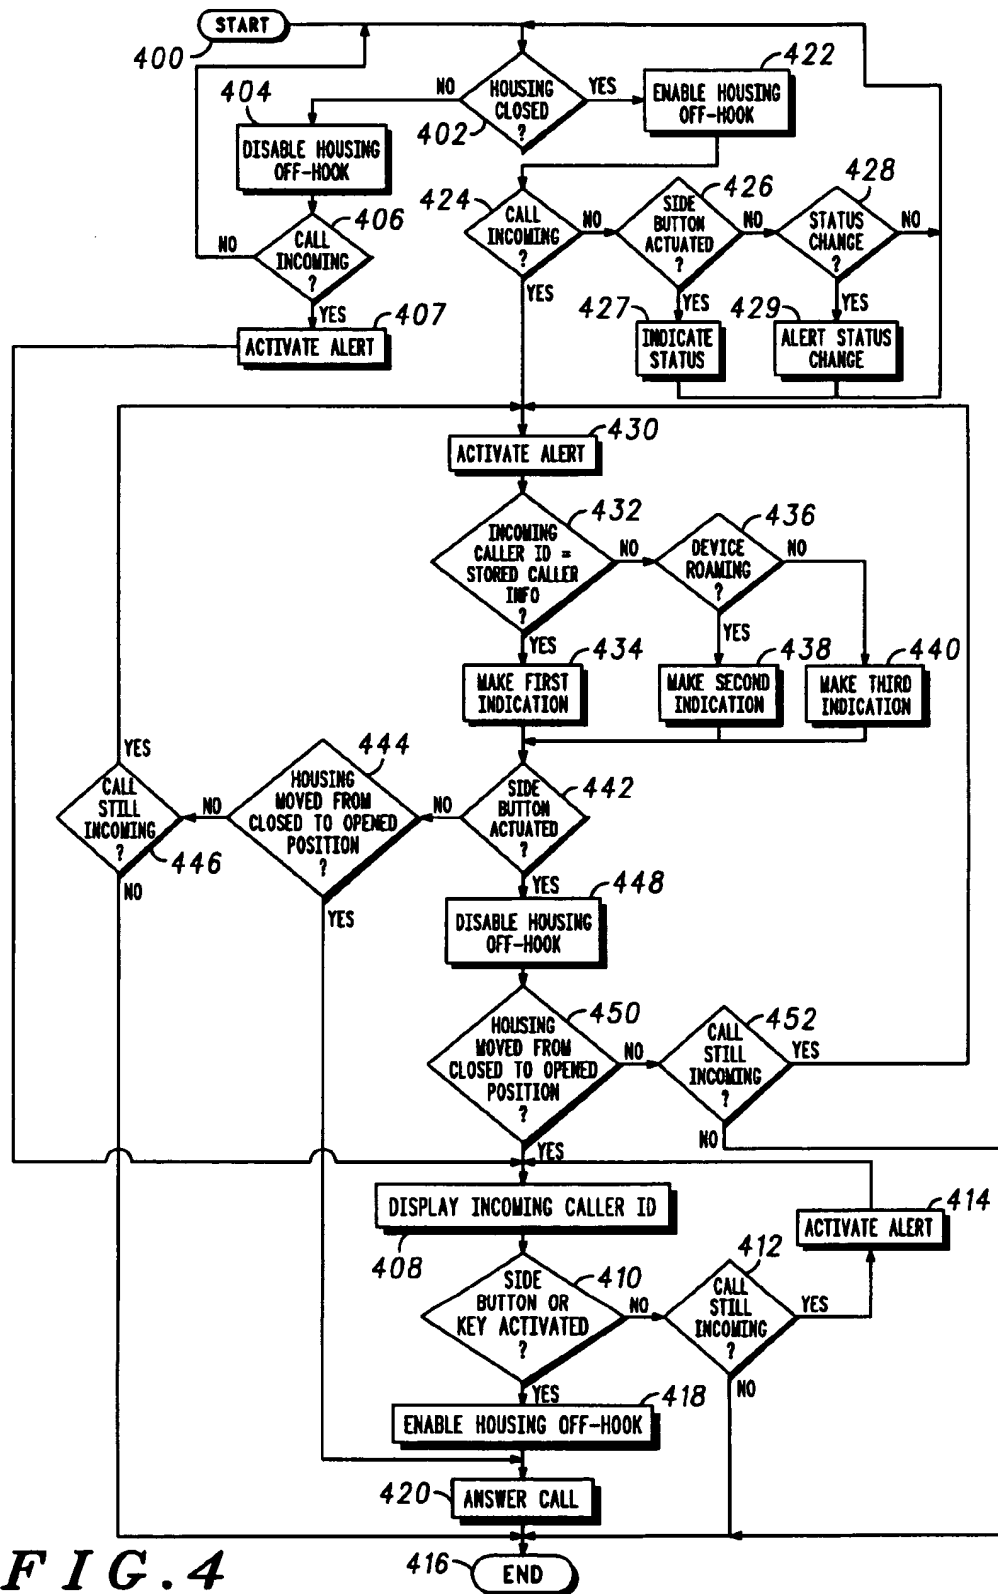 START
400
HOUSING
CLOSED
?
402
NO
YES
422
ENABLE HOUSING
OFF-HOOK
404
DISABLE HOUSING
OFF-HOOK
406
CALL
INCOMING
?
NO
YES
407
ACTIVATE ALERT
424
CALL
INCOMING
?
NO
YES
426
SIDE
BUTTON
ACTUATED
?
NO
YES
428
STATUS
CHANGE
?
NO
YES
427
INDICATE
STATUS
429
ALERT STATUS
CHANGE
430
ACTIVATE ALERT
432
INCOMING
CALLER ID =
STORED CALLER
INFO
?
NO
YES
436
DEVICE
ROAMING
?
NO
YES
434
MAKE FIRST
INDICATION
438
MAKE SECOND
INDICATION
440
MAKE THIRD
INDICATION
442
SIDE
BUTTON
ACTUATED
?
NO
YES
444
HOUSING
MOVED FROM
CLOSED TO OPENED
POSITION
?
NO
YES
446
CALL
STILL
INCOMING
?
YES
NO
448
DISABLE HOUSING
OFF-HOOK
450
HOUSING
MOVED FROM
CLOSED TO OPENED
POSITION
?
NO
YES
452
CALL
STILL
INCOMING
?
YES
NO
DISPLAY INCOMING CALLER ID
408
414
ACTIVATE ALERT
410
SIDE
BUTTON OR
KEY ACTIVATED
?
NO
YES
412
CALL
STILL
INCOMING
?
YES
NO
418
ENABLE HOUSING OFF-HOOK
420
ANSWER CALL
416
END
FIG.4